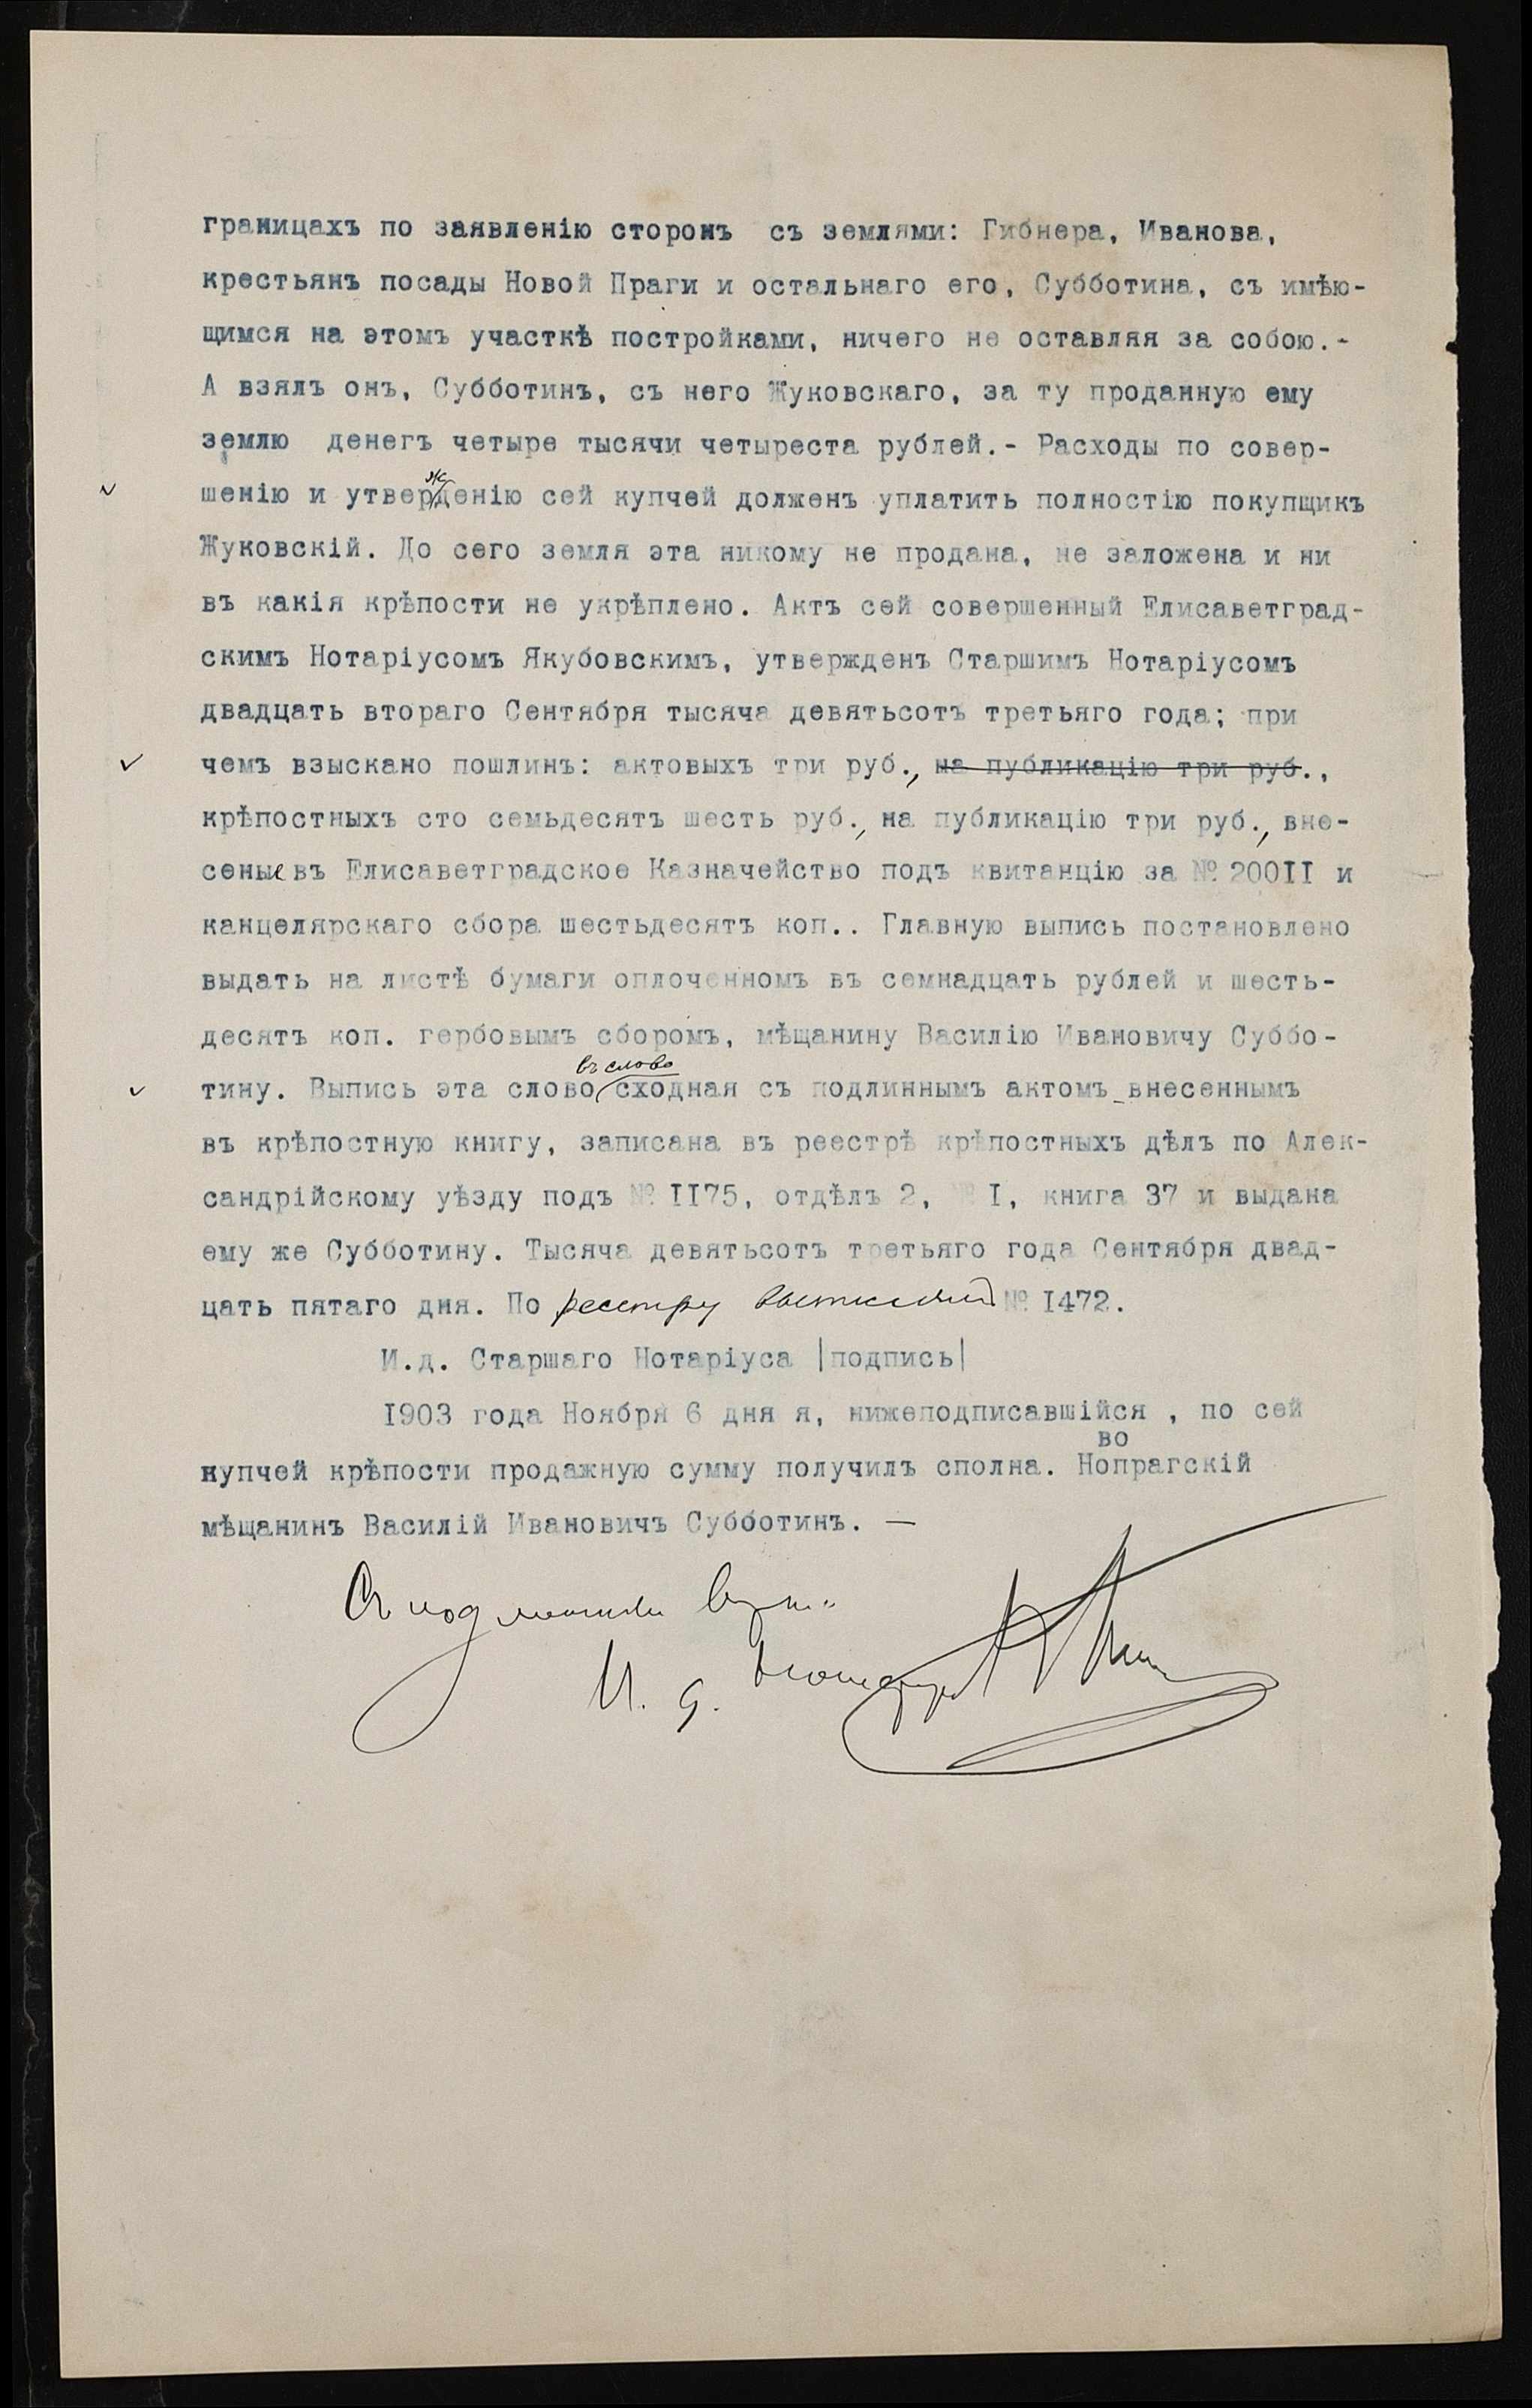 границахъ по заявленію сторонъ съ землями: Гибнера, Иванова,
крестьянъ посады Новой Праги и остальнаго его, Субботина, съ имѣю-
щимся на этомъ участкѣ постройками, ничего не оставляя за собою.-
А взялъ онъ, Субботинъ, съ него Жуковскаго, за ту проданную ему
землю денегъ четыре тысячи четыреста рублей.- Расходы по совер-
шенію и утвержденію сей купчей долженъ уплатить полностію покупщикъ
Жуковскій. До сего земля эта никому не продана, не заложена и ни
въ какія крѣпости не укрѣплено. Актъ сей совершенный Елисаветград-
скимъ Нотаріусомъ Якубовскимъ, утвержденъ Старшимъ Нотаріусомъ
двадцать втораго Сентября тысяча девятьсотъ третьяго года; при
чемъ взыскано пошлинъ: актовыхъ три руб., на публикацію три руб.,
крѣпостныхъ сто семьдесятъ шесть руб., на публикацію три руб., вне-
сеные въ Елисаветградское Казначейство подъ квитанцію за № 200II и
канцелярскаго сбора шестьдесятъ коп.. Главную выпись постановлено
выдать на листѣ бумаги оплоченномъ въ семнадцать рублей и шесть-
десятъ коп. гербовымъ сборомъ, мѣщанину Василію Ивановичу Суббо-
тину. Выпись эта слово въ слово сходная съ подлиннымъ актомъ внесеннымъ
въ крѣпостную книгу, записана въ реестрѣ крѣпостныхъ дѣлъ по Алек-
сандрійскому уѣзду подъ № II75, отдѣлъ 2, № I, книга 37 и выдана
ему же Субботину. Тысяча девятьсотъ третьяго года Сентября двад-
цать пятаго дня. По реестру № I472.
И.д. Старшаго Нотаріуса |подпись|
I903 года Ноября 6 дня я, нижеподписавшійся , по сей
во
купчей крѣпости продажную сумму получилъ сполна. Нопрагскій
мѣщанинъ Василій Ивановичъ Субботинъ. —
Съ подлиннымъ вѣрно:
И. д. Нотаріуса